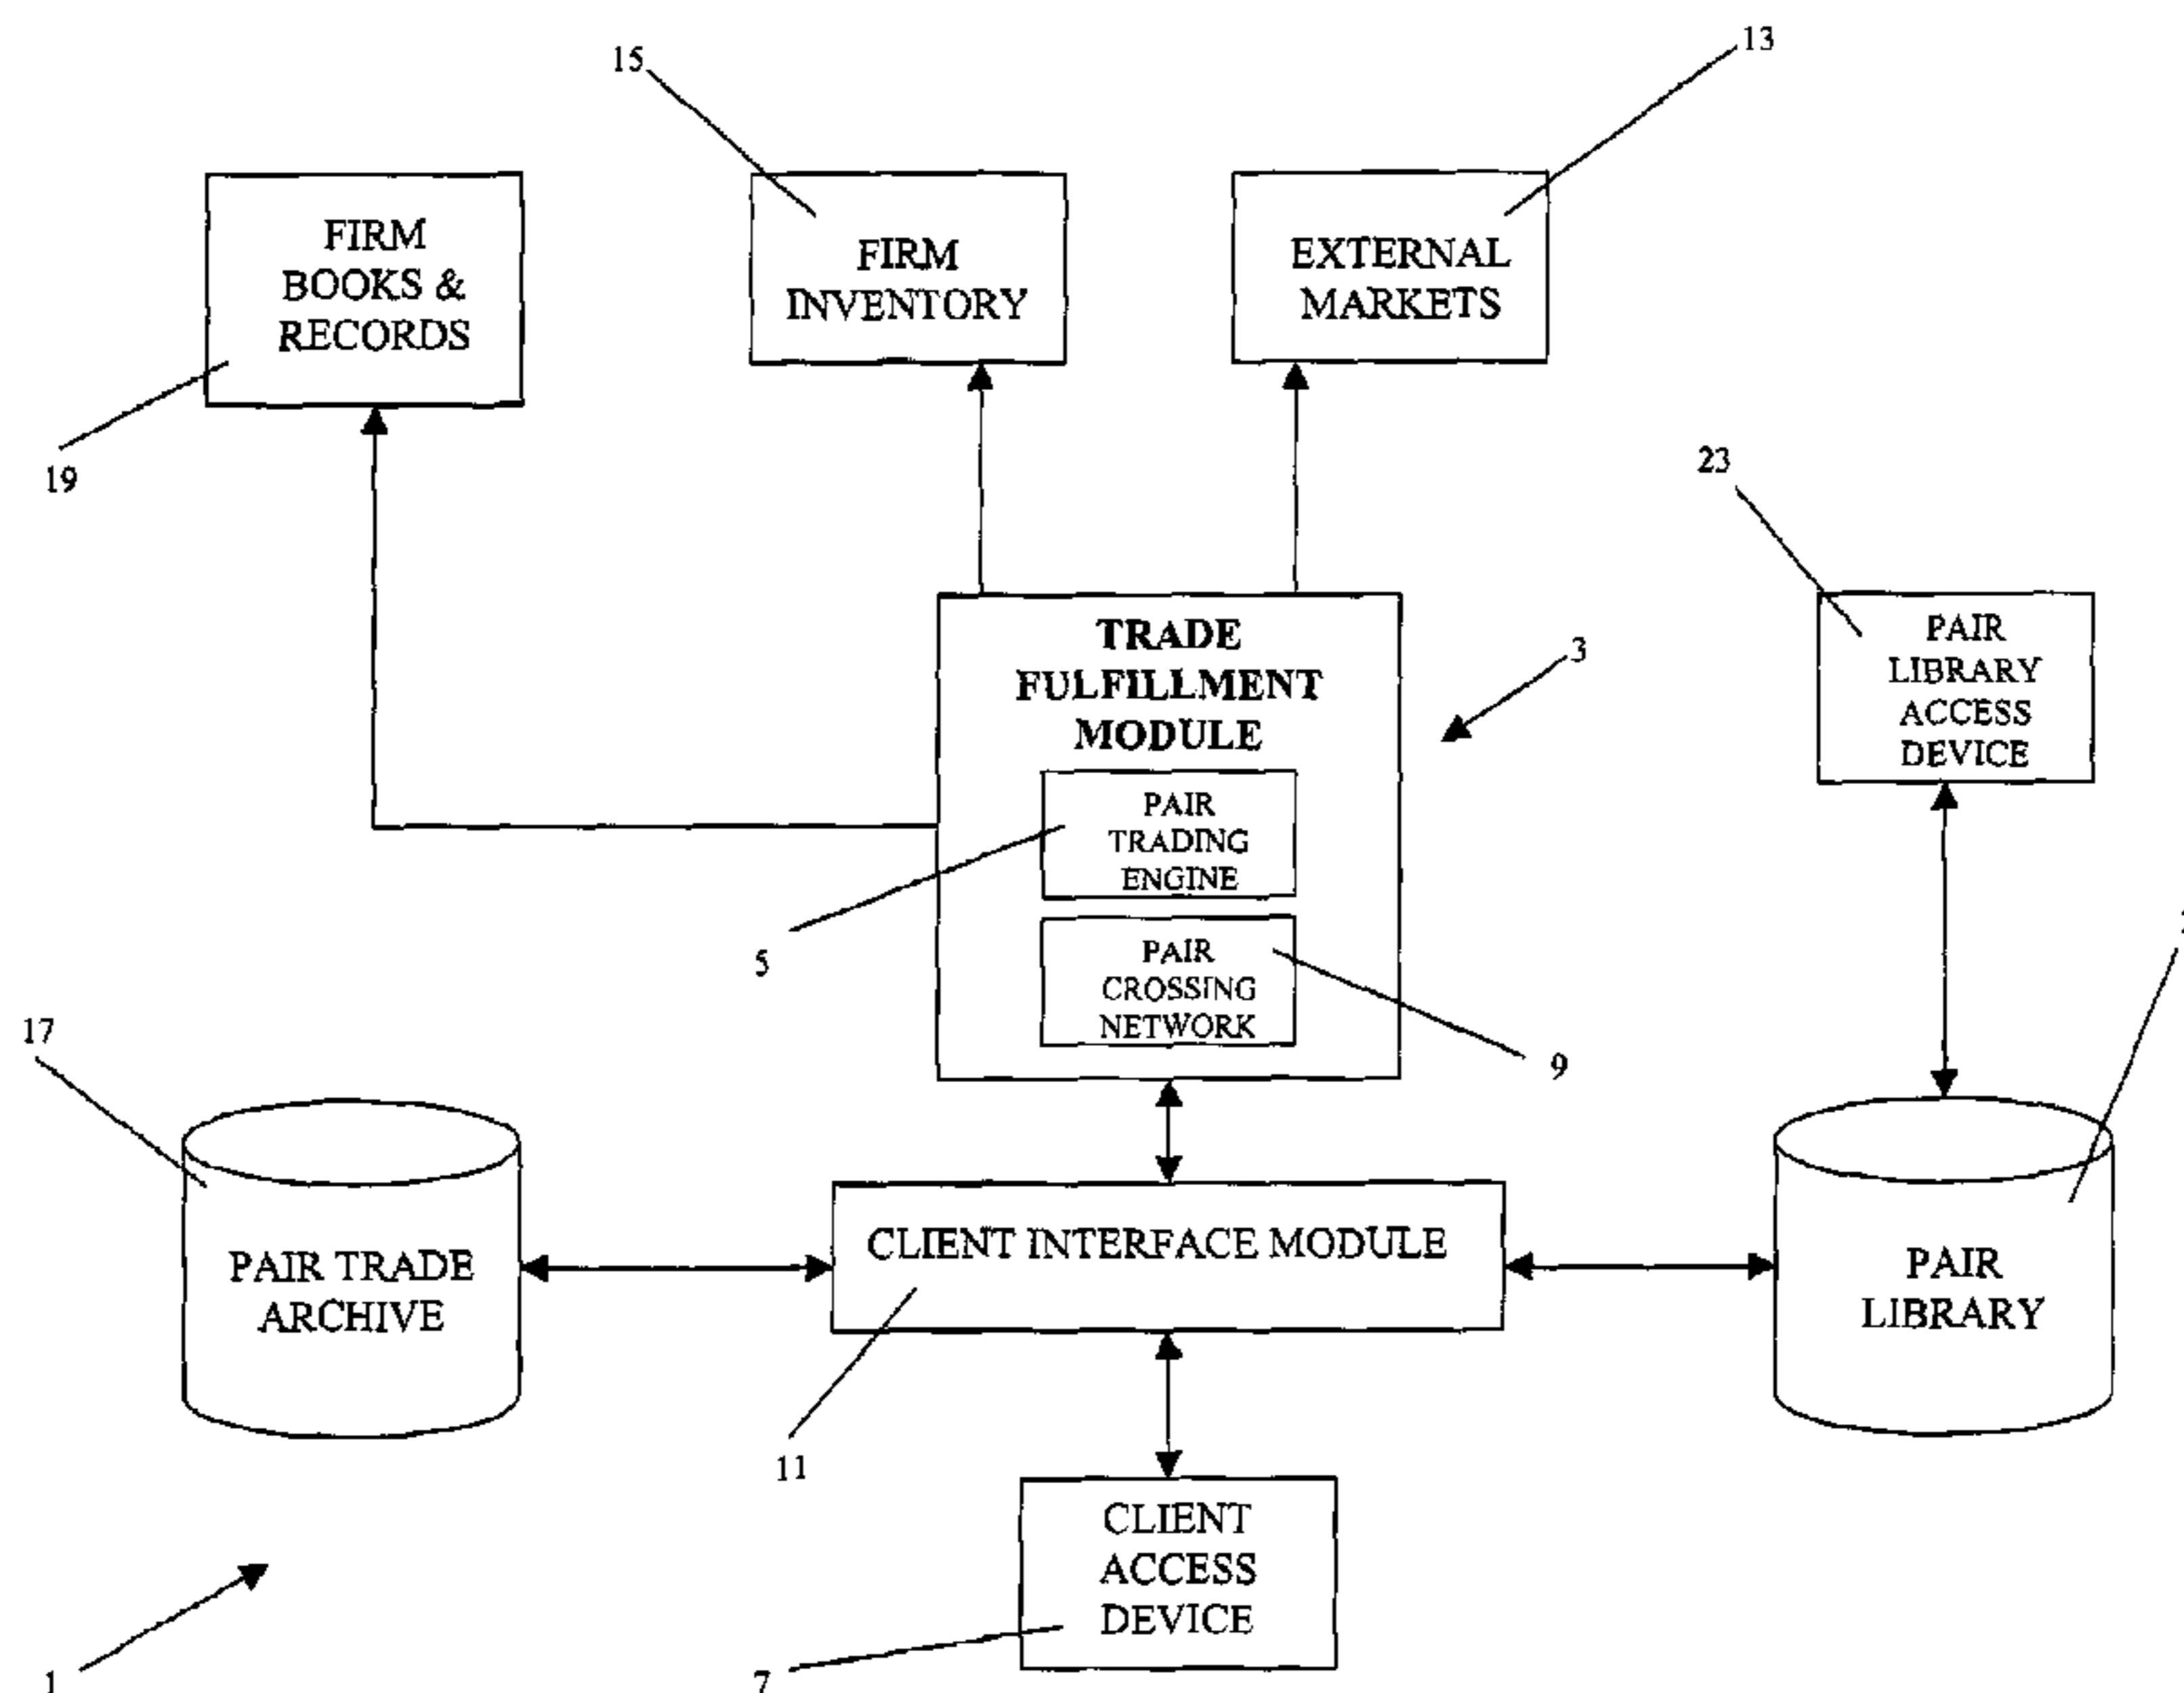 13
15
FIRM
BOOKS &
RECORDS
FIRM
INVENTORY
EXTERNAL
MARKETS
19
23
TRADE
FULFILLMENT
MODULE
3
PAIR
LIBRARY
ACCESS
DEVICE
PAIR
TRADING
ENGINE
5
PAIR
CROSSING
NETWORK
9
17
CLIENT INTERFACE MODULE
PAIR TRADE
ARCHIVE
PAIR
LIBRARY
11
CLIENT
ACCESS
DEVICE
1
7